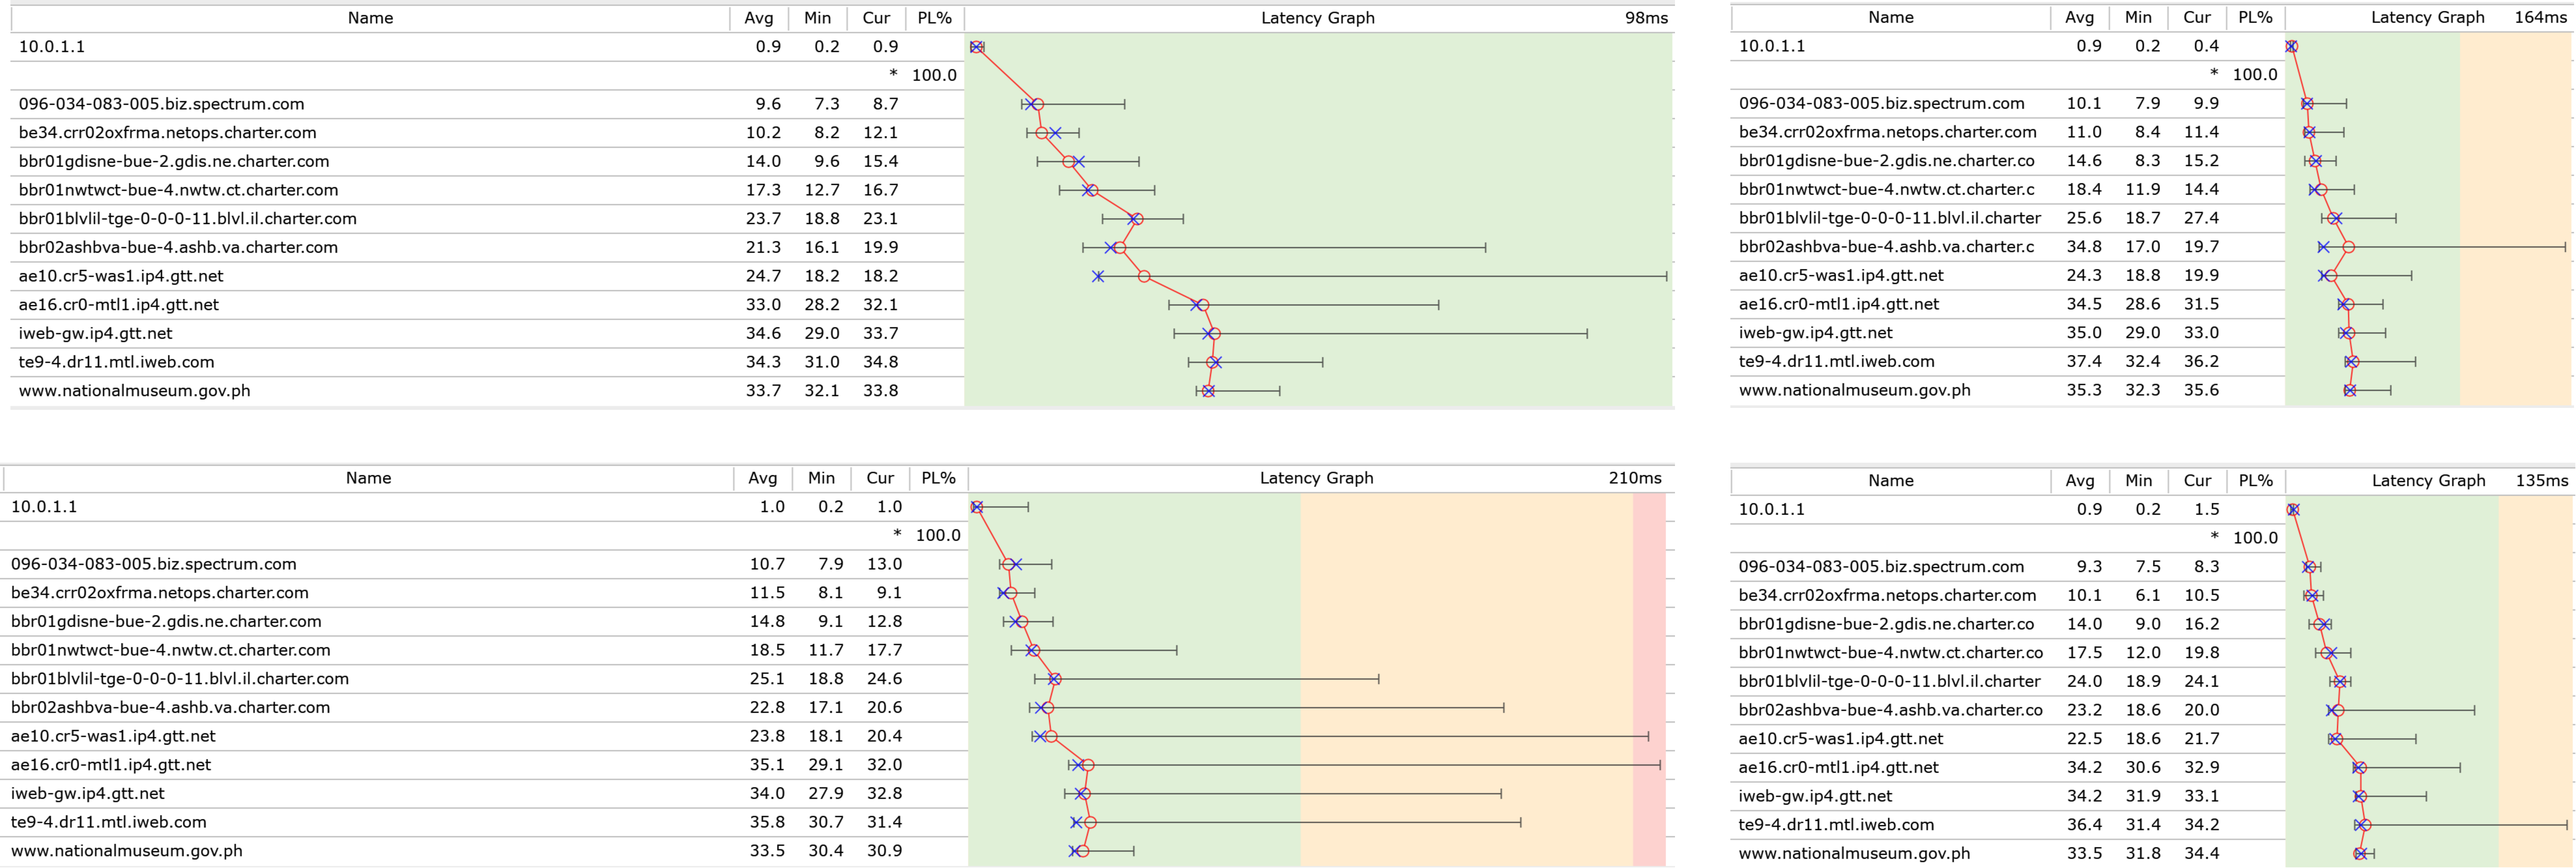 Name Avg Min Cur PL% Latency Graph 98ms
10.0.1.1 0.9 0.2 0.9
* 100.0
096-034-083-005.biz.spectrum.com 9.6 7.3 8.7
be34.crr02oxfrma.netops.charter.com 10.2 8.2 12.1
bbr01gdisne-bue-2.gdis.ne.charter.com 14.0 9.6 15.4
bbr01nwtwct-bue-4.nwtw.ct.charter.com 17.3 12.7 16.7
bbr01blvlil-tge-0-0-0-11.blvl.il.charter.com 23.7 18.8 23.1
bbr02ashbva-bue-4.ashb.va.charter.com 21.3 16.1 19.9
ae10.cr5-was1.ip4.gtt.net 24.7 18.2 18.2
ae16.cr0-mtl1.ip4.gtt.net 33.0 28.2 32.1
iweb-gw.ip4.gtt.net 34.6 29.0 33.7
te9-4.dr11.mtl.iweb.com 34.3 31.0 34.8
www.nationalmuseum.gov.ph 33.7 32.1 33.8
Name Avg Min Cur PL% Latency Graph 164ms
10.0.1.1 0.9 0.2 0.4
* 100.0
096-034-083-005.biz.spectrum.com 10.1 7.9 9.9
be34.crr02oxfrma.netops.charter.com 11.0 8.4 11.4
bbr01gdisne-bue-2.gdis.ne.charter.co 14.6 8.3 15.2
bbr01nwtwct-bue-4.nwtw.ct.charter.c 18.4 11.9 14.4
bbr01blvlil-tge-0-0-0-11.blvl.il.charter 25.6 18.7 27.4
bbr02ashbva-bue-4.ashb.va.charter.c 34.8 17.0 19.7
ae10.cr5-was1.ip4.gtt.net 24.3 18.8 19.9
ae16.cr0-mtl1.ip4.gtt.net 34.5 28.6 31.5
iweb-gw.ip4.gtt.net 35.0 29.0 33.0
te9-4.dr11.mtl.iweb.com 37.4 32.4 36.2
www.nationalmuseum.gov.ph 35.3 32.3 35.6
Name Avg Min Cur PL% Latency Graph 210ms
10.0.1.1 1.0 0.2 1.0
* 100.0
096-034-083-005.biz.spectrum.com 10.7 7.9 13.0
be34.crr02oxfrma.netops.charter.com 11.5 8.1 9.1
bbr01gdisne-bue-2.gdis.ne.charter.com 14.8 9.1 12.8
bbr01nwtwct-bue-4.nwtw.ct.charter.com 18.5 11.7 17.7
bbr01blvlil-tge-0-0-0-11.blvl.il.charter.com 25.1 18.8 24.6
bbr02ashbva-bue-4.ashb.va.charter.com 22.8 17.1 20.6
ae10.cr5-was1.ip4.gtt.net 23.8 18.1 20.4
ae16.cr0-mtl1.ip4.gtt.net 35.1 29.1 32.0
iweb-gw.ip4.gtt.net 34.0 27.9 32.8
te9-4.dr11.mtl.iweb.com 35.8 30.7 31.4
www.nationalmuseum.gov.ph 33.5 30.4 30.9
Name Avg Min Cur PL% Latency Graph 135ms
10.0.1.1 0.9 0.2 1.5
* 100.0
096-034-083-005.biz.spectrum.com 9.3 7.5 8.3
be34.crr02oxfrma.netops.charter.com 10.1 6.1 10.5
bbr01gdisne-bue-2.gdis.ne.charter.co 14.0 9.0 16.2
bbr01nwtwct-bue-4.nwtw.ct.charter.co 17.5 12.0 19.8
bbr01blvlil-tge-0-0-0-11.blvl.il.charter 24.0 18.9 24.1
bbr02ashbva-bue-4.ashb.va.charter.co 23.2 18.6 20.0
ae10.cr5-was1.ip4.gtt.net 22.5 18.6 21.7
ae16.cr0-mtl1.ip4.gtt.net 34.2 30.6 32.9
iweb-gw.ip4.gtt.net 34.2 31.9 33.1
te9-4.dr11.mtl.iweb.com 36.4 31.4 34.2
www.nationalmuseum.gov.ph 33.5 31.8 34.4